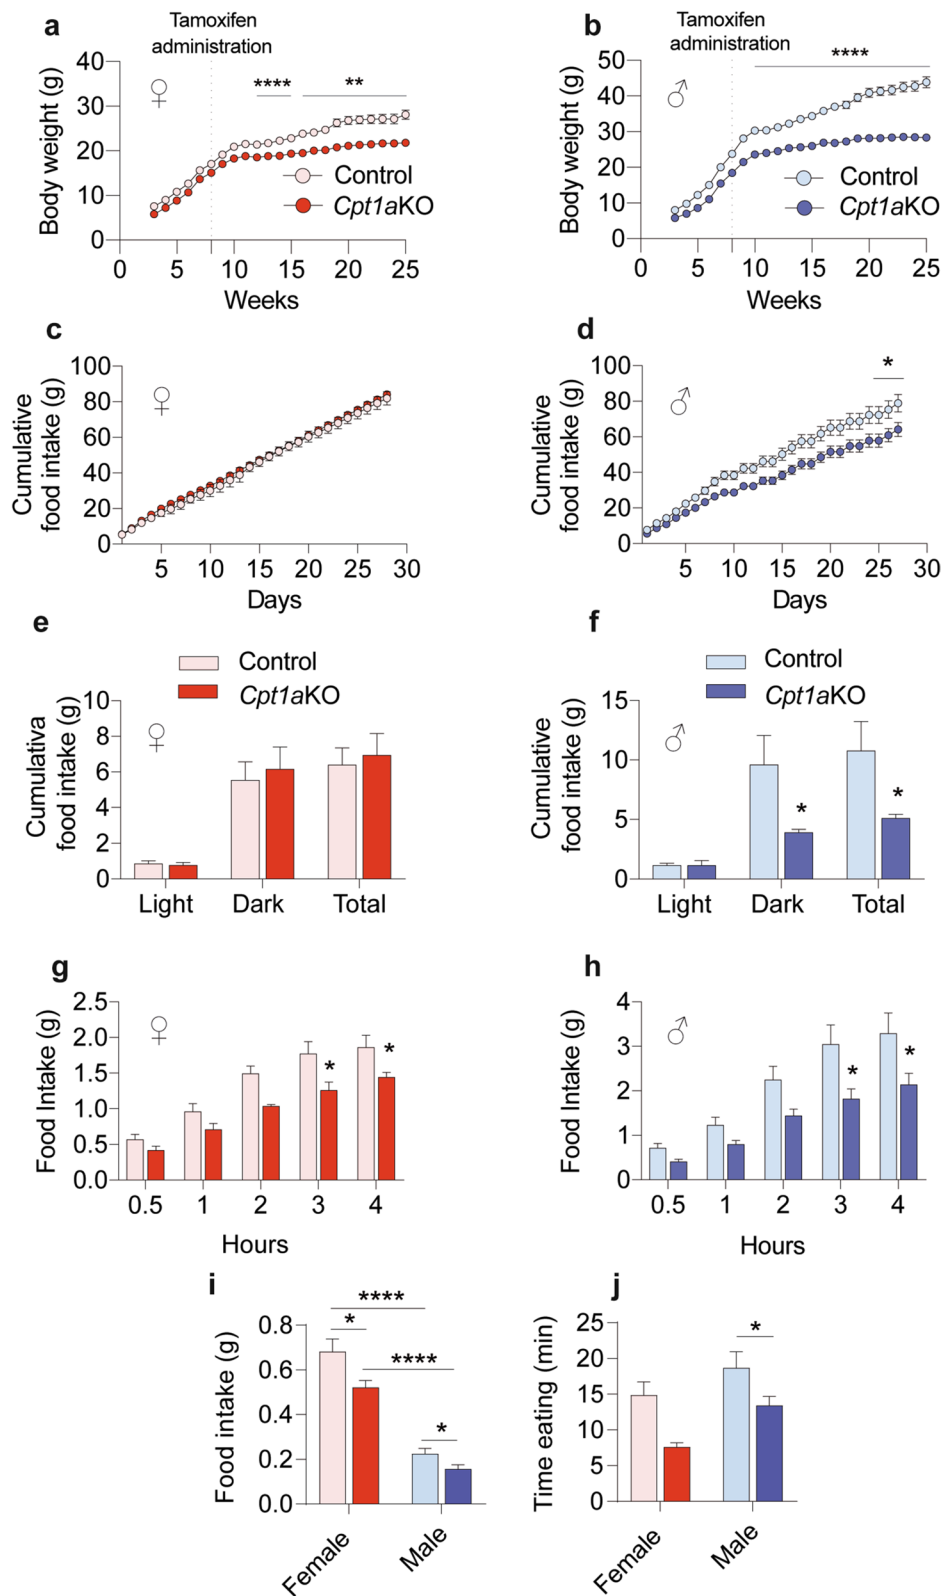 a
Tamoxifen
administration
Body weight (g)
40
30
20
10
0
♀
****
**
Control
Cpt1aKO
0 5 10 15 20 25
Weeks
b
Tamoxifen
administration
Body weight (g)
50
40
30
20
10
0
♂
****
Control
Cpt1aKO
0 5 10 15 20 25
Weeks
c
Cumulative
food intake (g)
100
80
60
40
20
0
♀
5 10 15 20 25 30
Days
d
Cumulative
food intake (g)
100
80
60
40
20
0
♂
*
5 10 15 20 25 30
Days
e
Control
Cpt1aKO
Cumulativa
food intake (g)
10
8
6
4
2
0
♀
Light Dark Total
f
Control
Cpt1aKO
Cumulative
food intake (g)
15
10
5
0
♂
* *
Light Dark Total
g
Food Intake (g)
2.5
2.0
1.5
1.0
0.5
0.0
♀
* *
0.5 1 2 3 4
Hours
h
Food Intake (g)
4
3
2
1
0
♂
* *
0.5 1 2 3 4
Hours
i
Food intake (g)
0.8
0.6
0.4
0.2
0.0
****
*
****
*
Female Male
j
Time eating (min)
25
20
15
10
5
0
*
Female Male